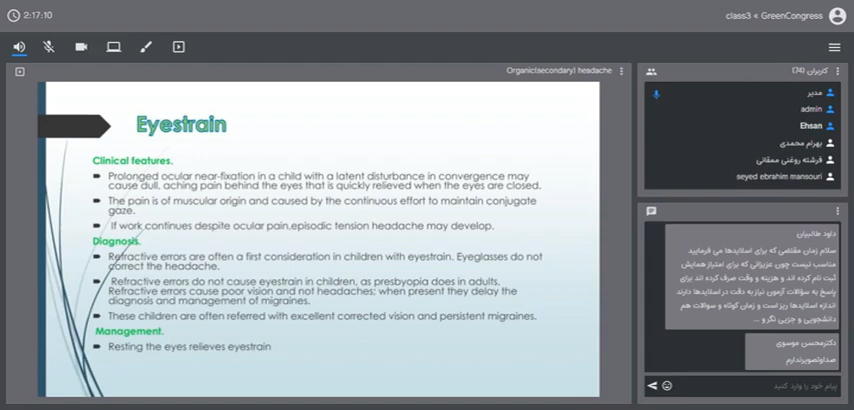 2:17:10
class3 « GreenCongress
Organic(secondary) headache
Eyestrain
Clinical features.
Prolonged ocular near-fixation in a child with a latent disturbance in convergence may
cause dull, aching pain behind the eyes that is quickly relieved when the eyes are closed.
The pain is of muscular origin and caused by the continuous effort to maintain conjugate
gaze.
If work continues despite ocular pain,episodic tension headache may develop.
Diagnosis.
Refractive errors are often a first consideration in children with eyestrain. Eyeglasses do not
correct the headache.
Refractive errors do not cause eyestrain in children, as presbyopia does in adults.
Refractive errors cause poor vision and not headaches; when present they delay the
diagnosis and management of migraines.
These children are often referred with excellent corrected vision and persistent migraines.
Management.
Resting the eyes relieves eyestrain
کاربران (74)
مدیر
admin
Ehsan
بهرام محمدی
فرشته روغنی ممقانی
seyed ebrahim mansouri
داود طالبیان
سلام زمان مقتضی که برای اسلایدها می فرمایید
مناسب نیست چون عزیزانی که برای امتیاز همایش
ثبت نام کرده اند و هزینه و وقت صرف کرده اند برای
پاسخ به سؤالات آزمون نیاز به دقت در اسلایدها دارند
اندازه اسلایدها ریز است و زمان کوتاه و سوالات هم
دانشجویی و جزیی نگر و ...
دکترمحسن موسوی
صداوتصویرندارم
پیام خود را وارد کنید